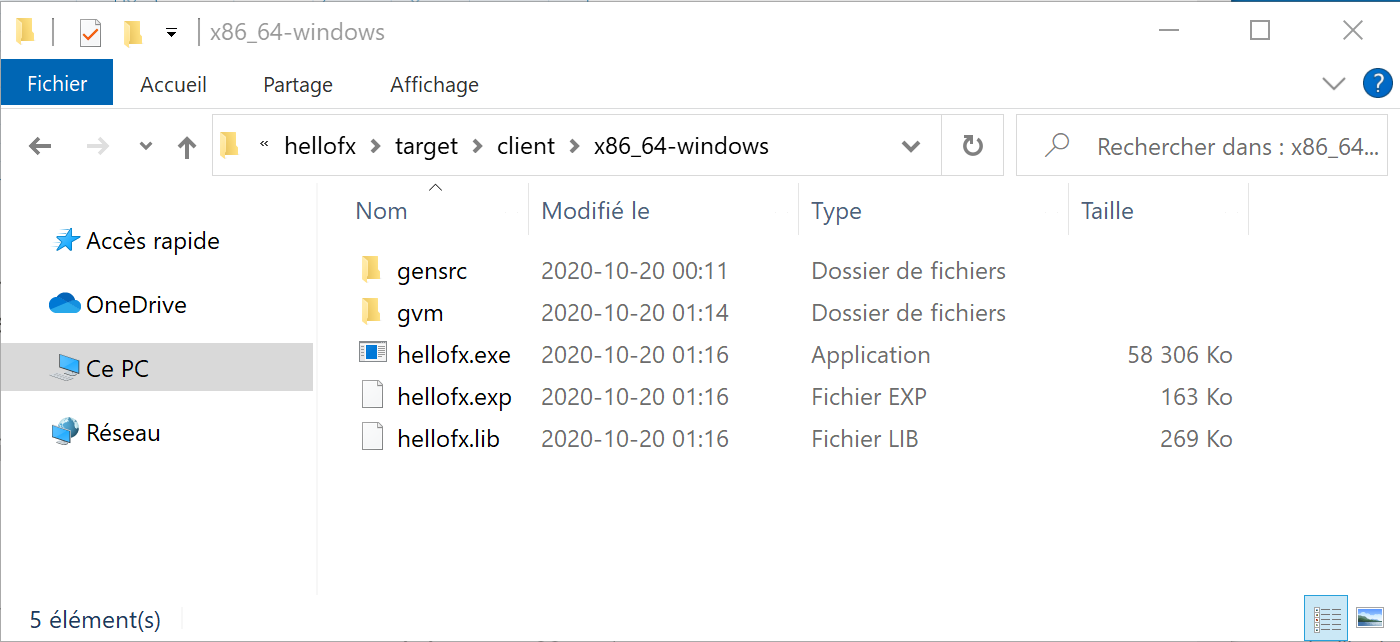 x86_64-windows
Fichier Accueil Partage Affichage ?
« hellofx > target > client > x86_64-windows Rechercher dans : x86_64...
Nom Modifié le Type Taille
Accès rapide
OneDrive
Ce PC
Réseau
gensrc 2020-10-20 00:11 Dossier de fichiers
gvm 2020-10-20 01:14 Dossier de fichiers
hellofx.exe 2020-10-20 01:16 Application 58 306 Ko
hellofx.exp 2020-10-20 01:16 Fichier EXP 163 Ko
hellofx.lib 2020-10-20 01:16 Fichier LIB 269 Ko
5 élément(s)